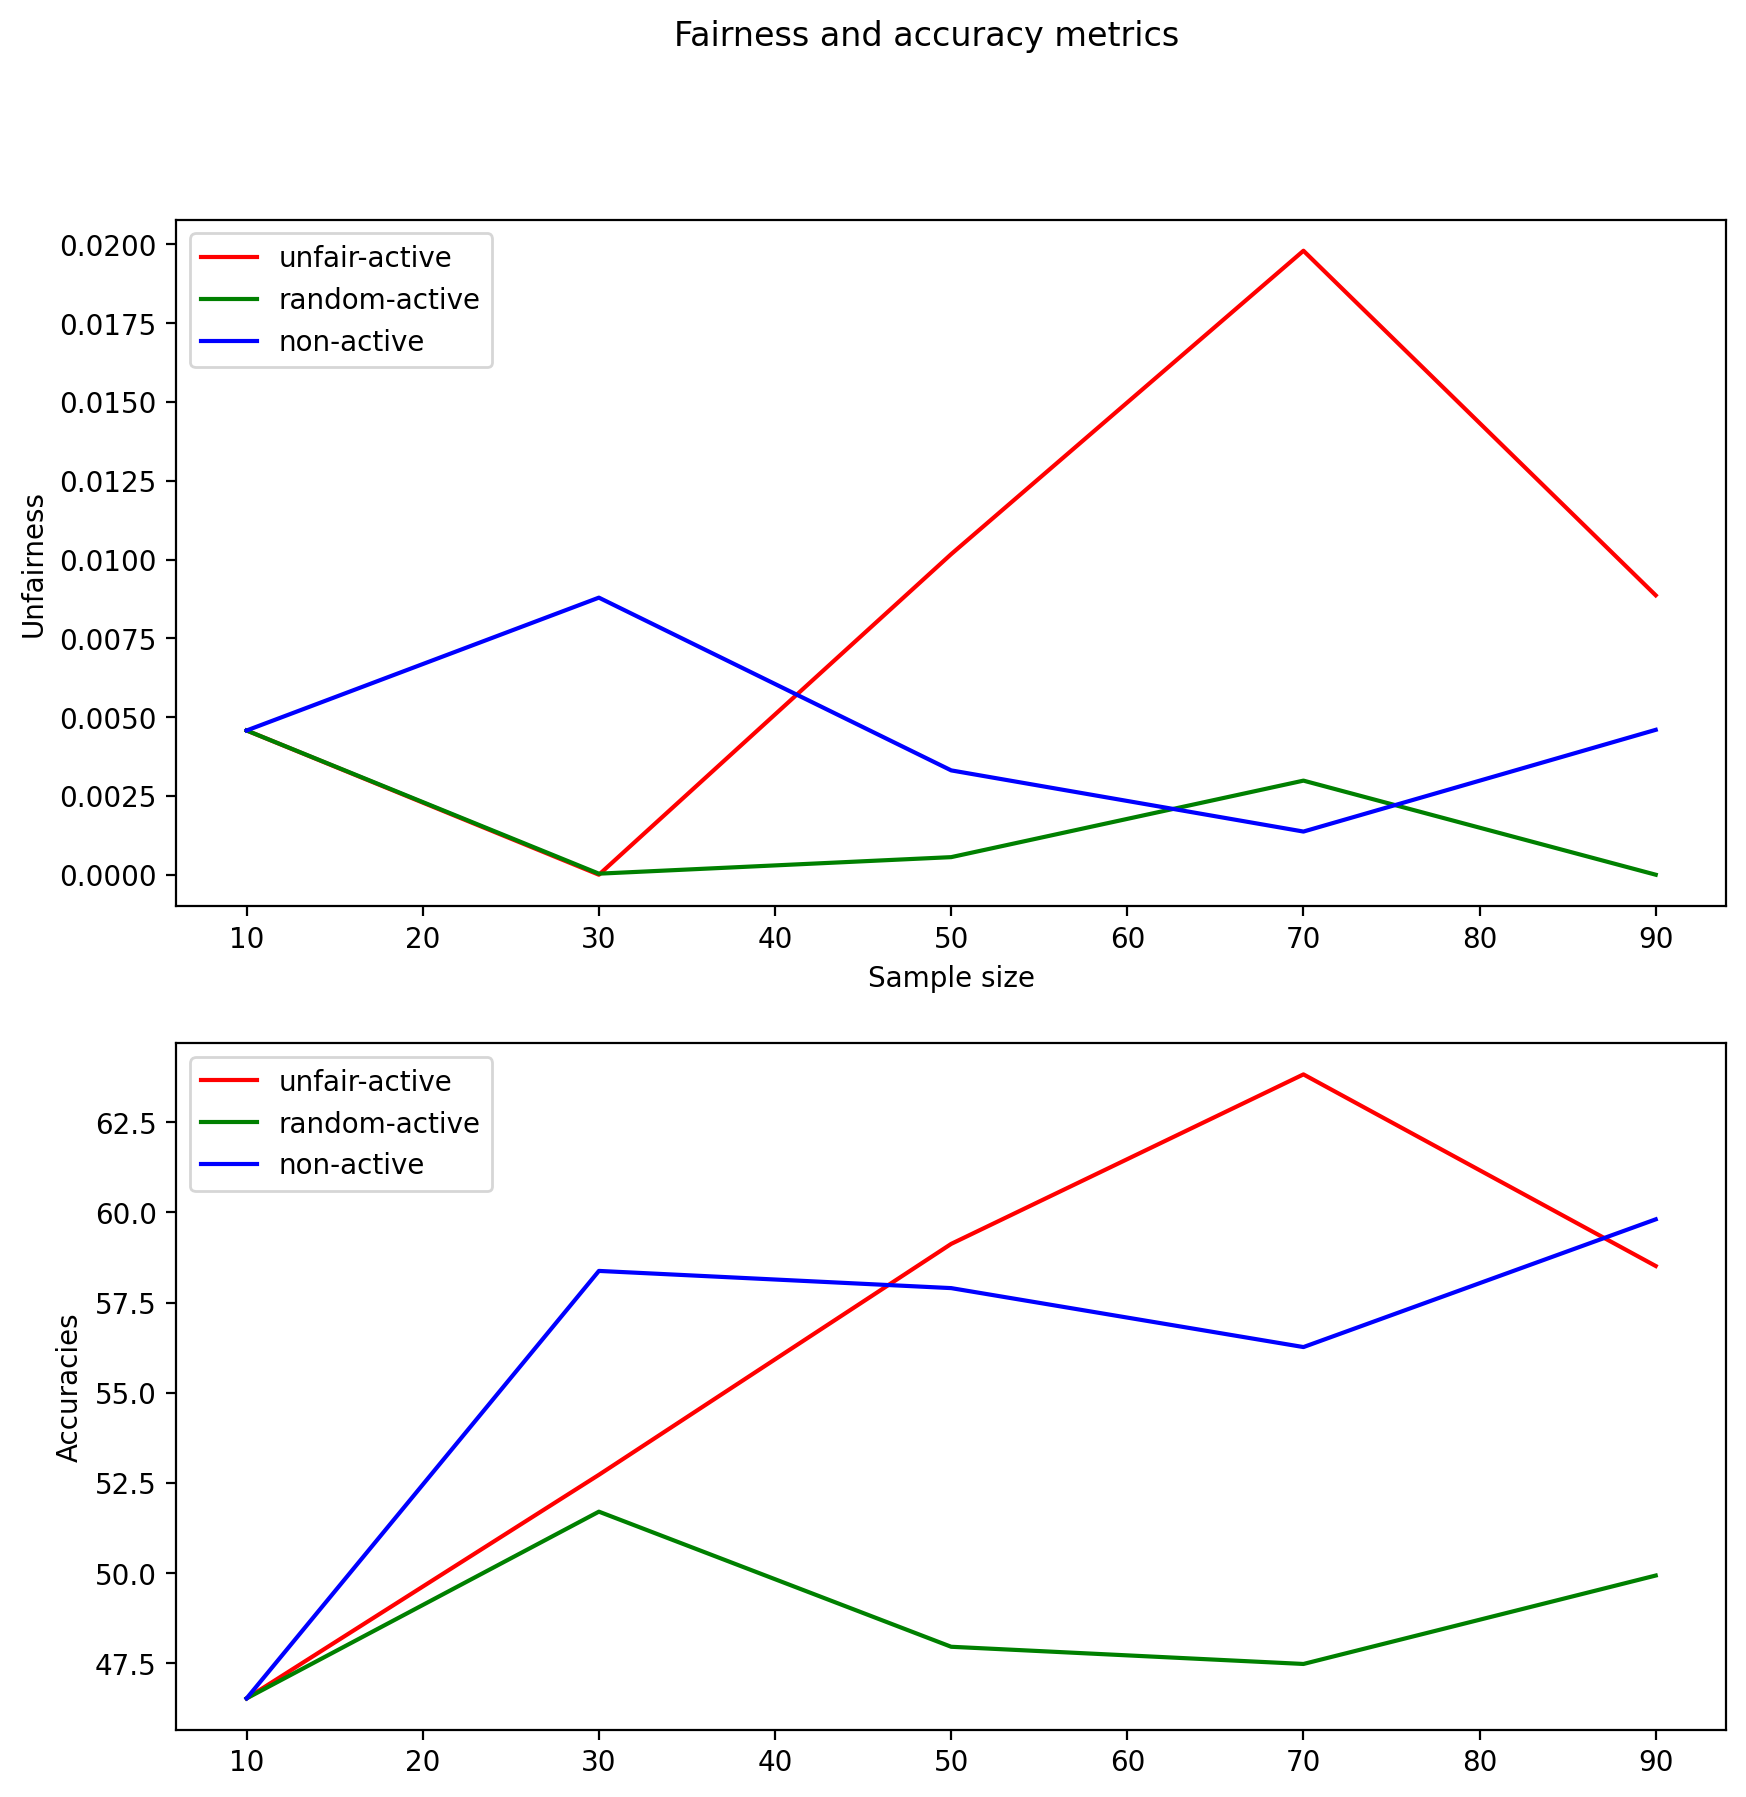 Fairness and accuracy metrics
unfair-active
random-active
non-active
Unfairness
0.0200
0.0175
0.0150
0.0125
0.0100
0.0075
0.0050
0.0025
0.0000
10 20 30 40 50 60 70 80 90
Sample size
unfair-active
random-active
non-active
Accuracies
62.5
60.0
57.5
55.0
52.5
50.0
47.5
10 20 30 40 50 60 70 80 90